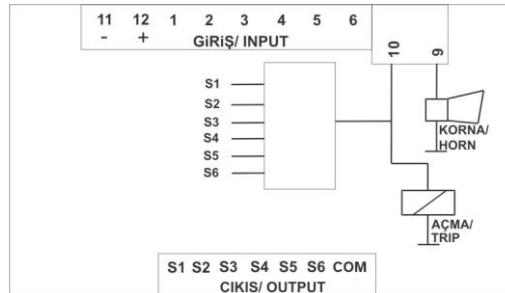 11 12 1 2 3 4 5 6
- +
GiRiŞ/ INPUT
10 9
S1
S2
S3
S4
S5
S6
KORNA/
HORN
AÇMA/
TRIP
S1 S2 S3 S4 S5 S6 COM
CIKIS/ OUTPUT